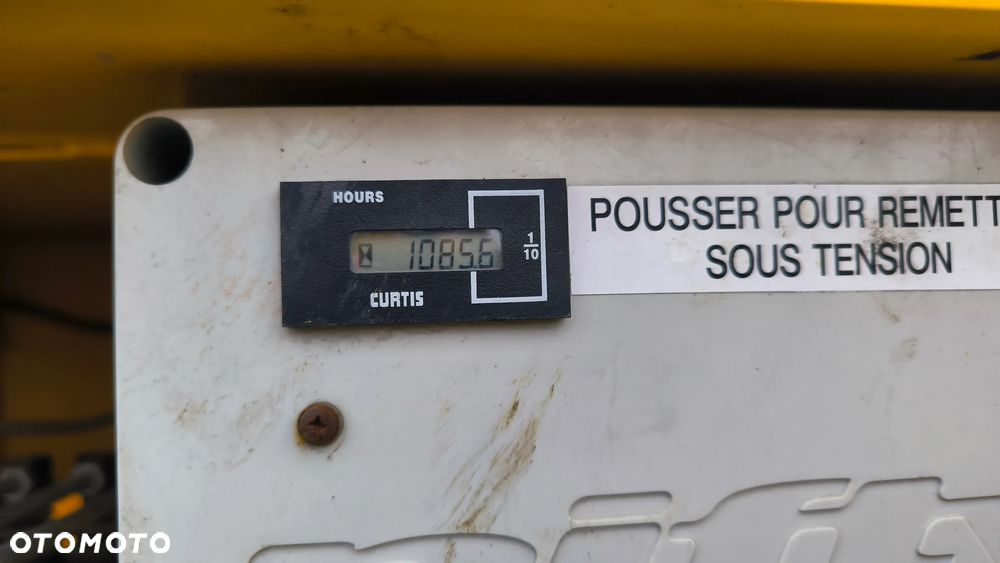 HOURS
1085.6
1/10
CURTIS
POUSSER POUR REMETT
SOUS TENSION
OTOMOTO